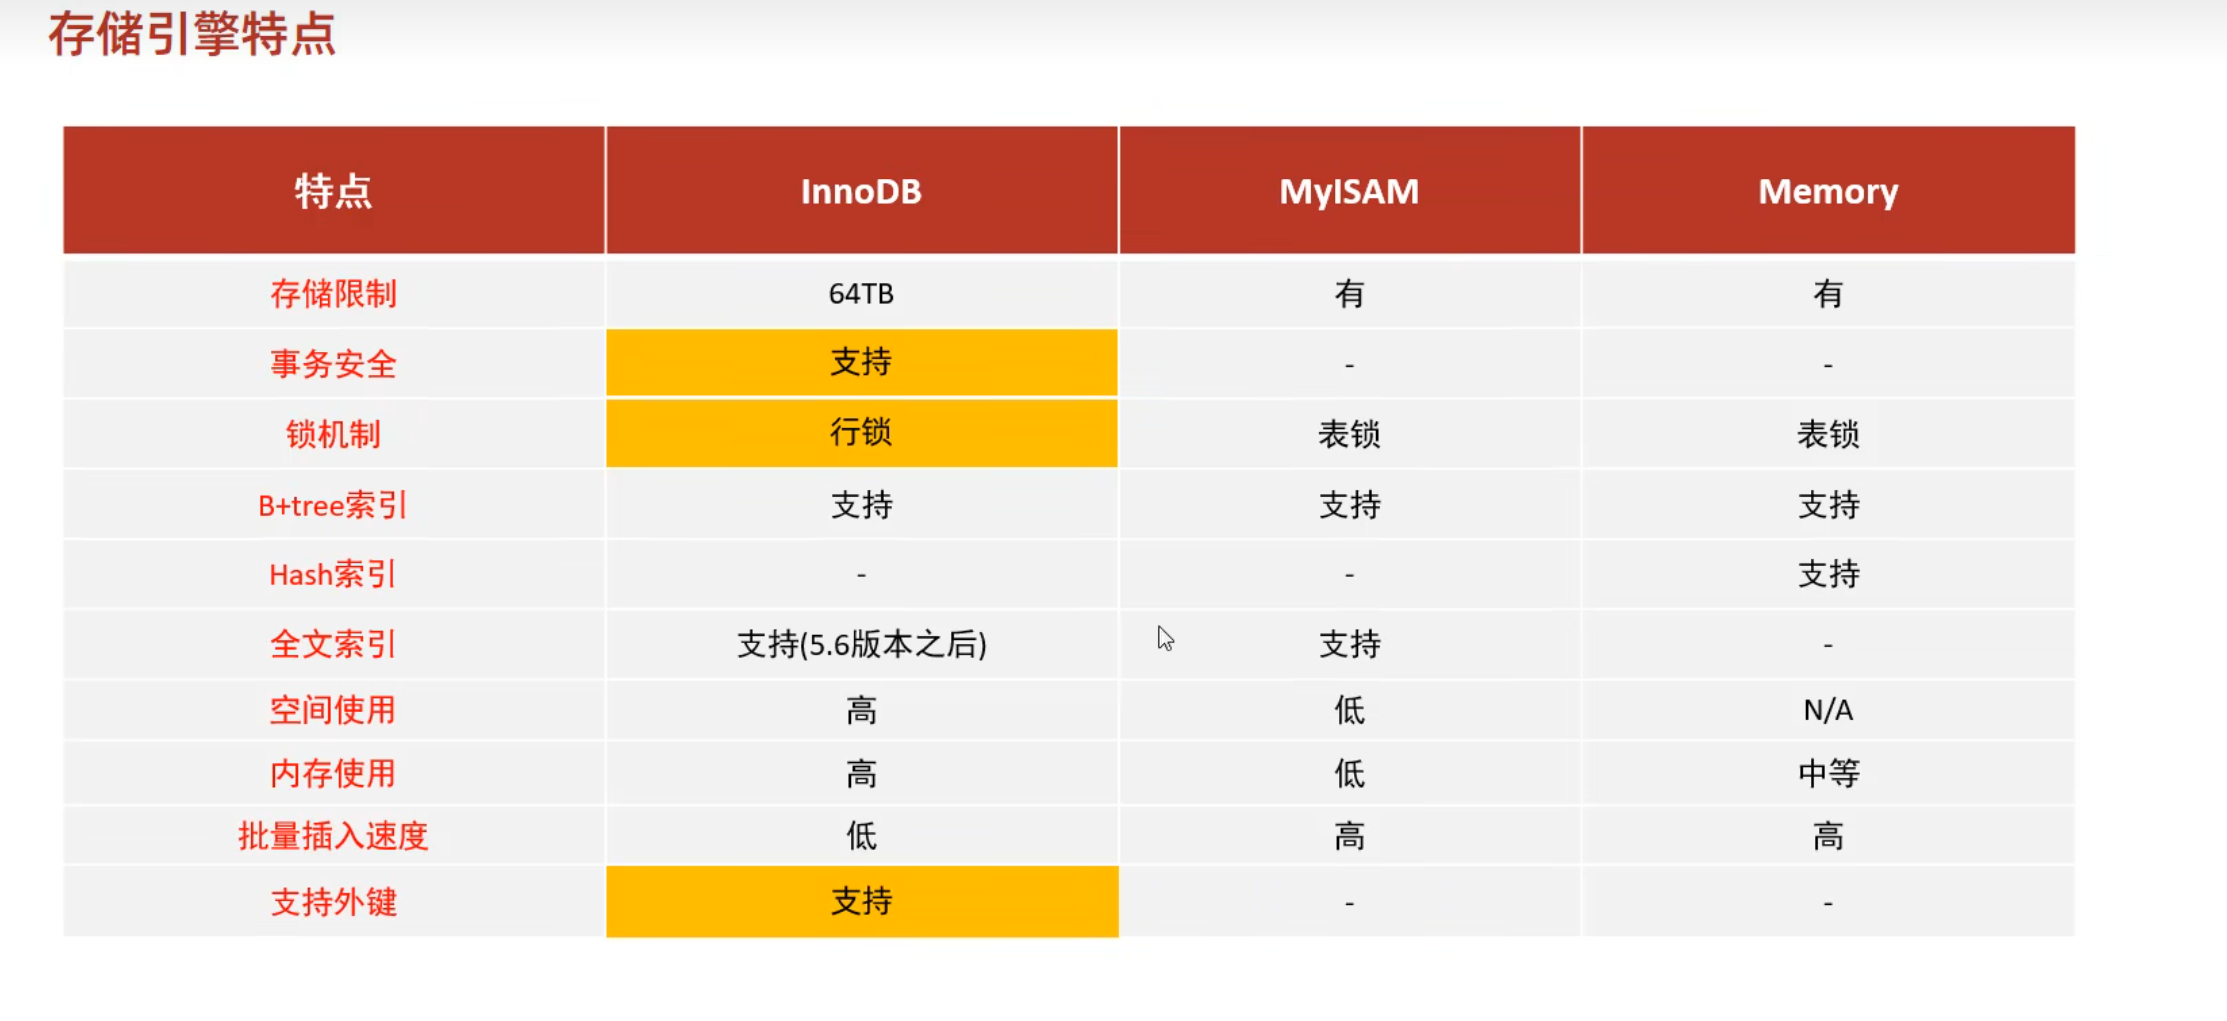 存储引擎特点
特点 InnoDB MyISAM Memory
存储限制 64TB 有 有
事务安全 支持 - -
锁机制 行锁 表锁 表锁
B+tree索引 支持 支持 支持
Hash索引 - - 支持
全文索引 支持(5.6版本之后) 支持 -
空间使用 高 低 N/A
内存使用 高 低 中等
批量插入速度 低 高 高
支持外键 支持 - -